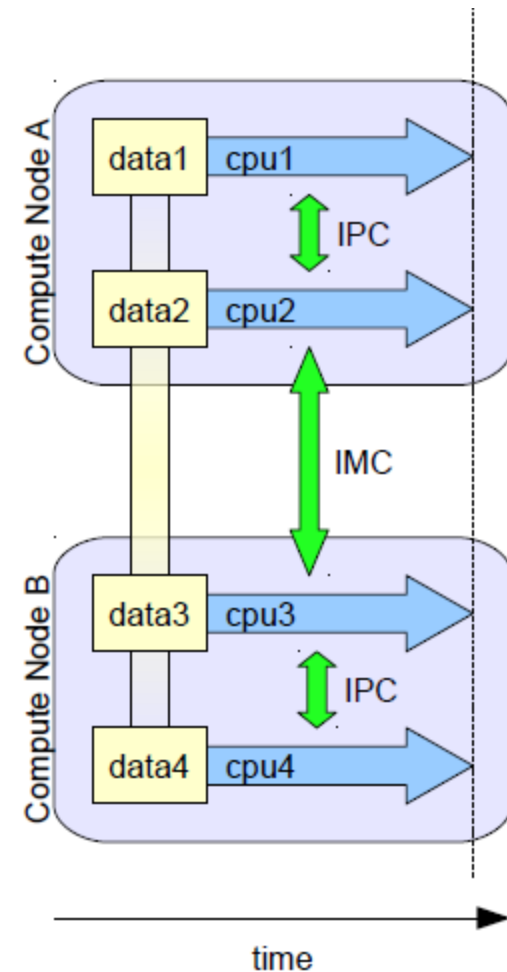 Compute Node A
data1
cpu1
IPC
data2
cpu2
IMC
Compute Node B
data3
cpu3
IPC
data4
cpu4
time